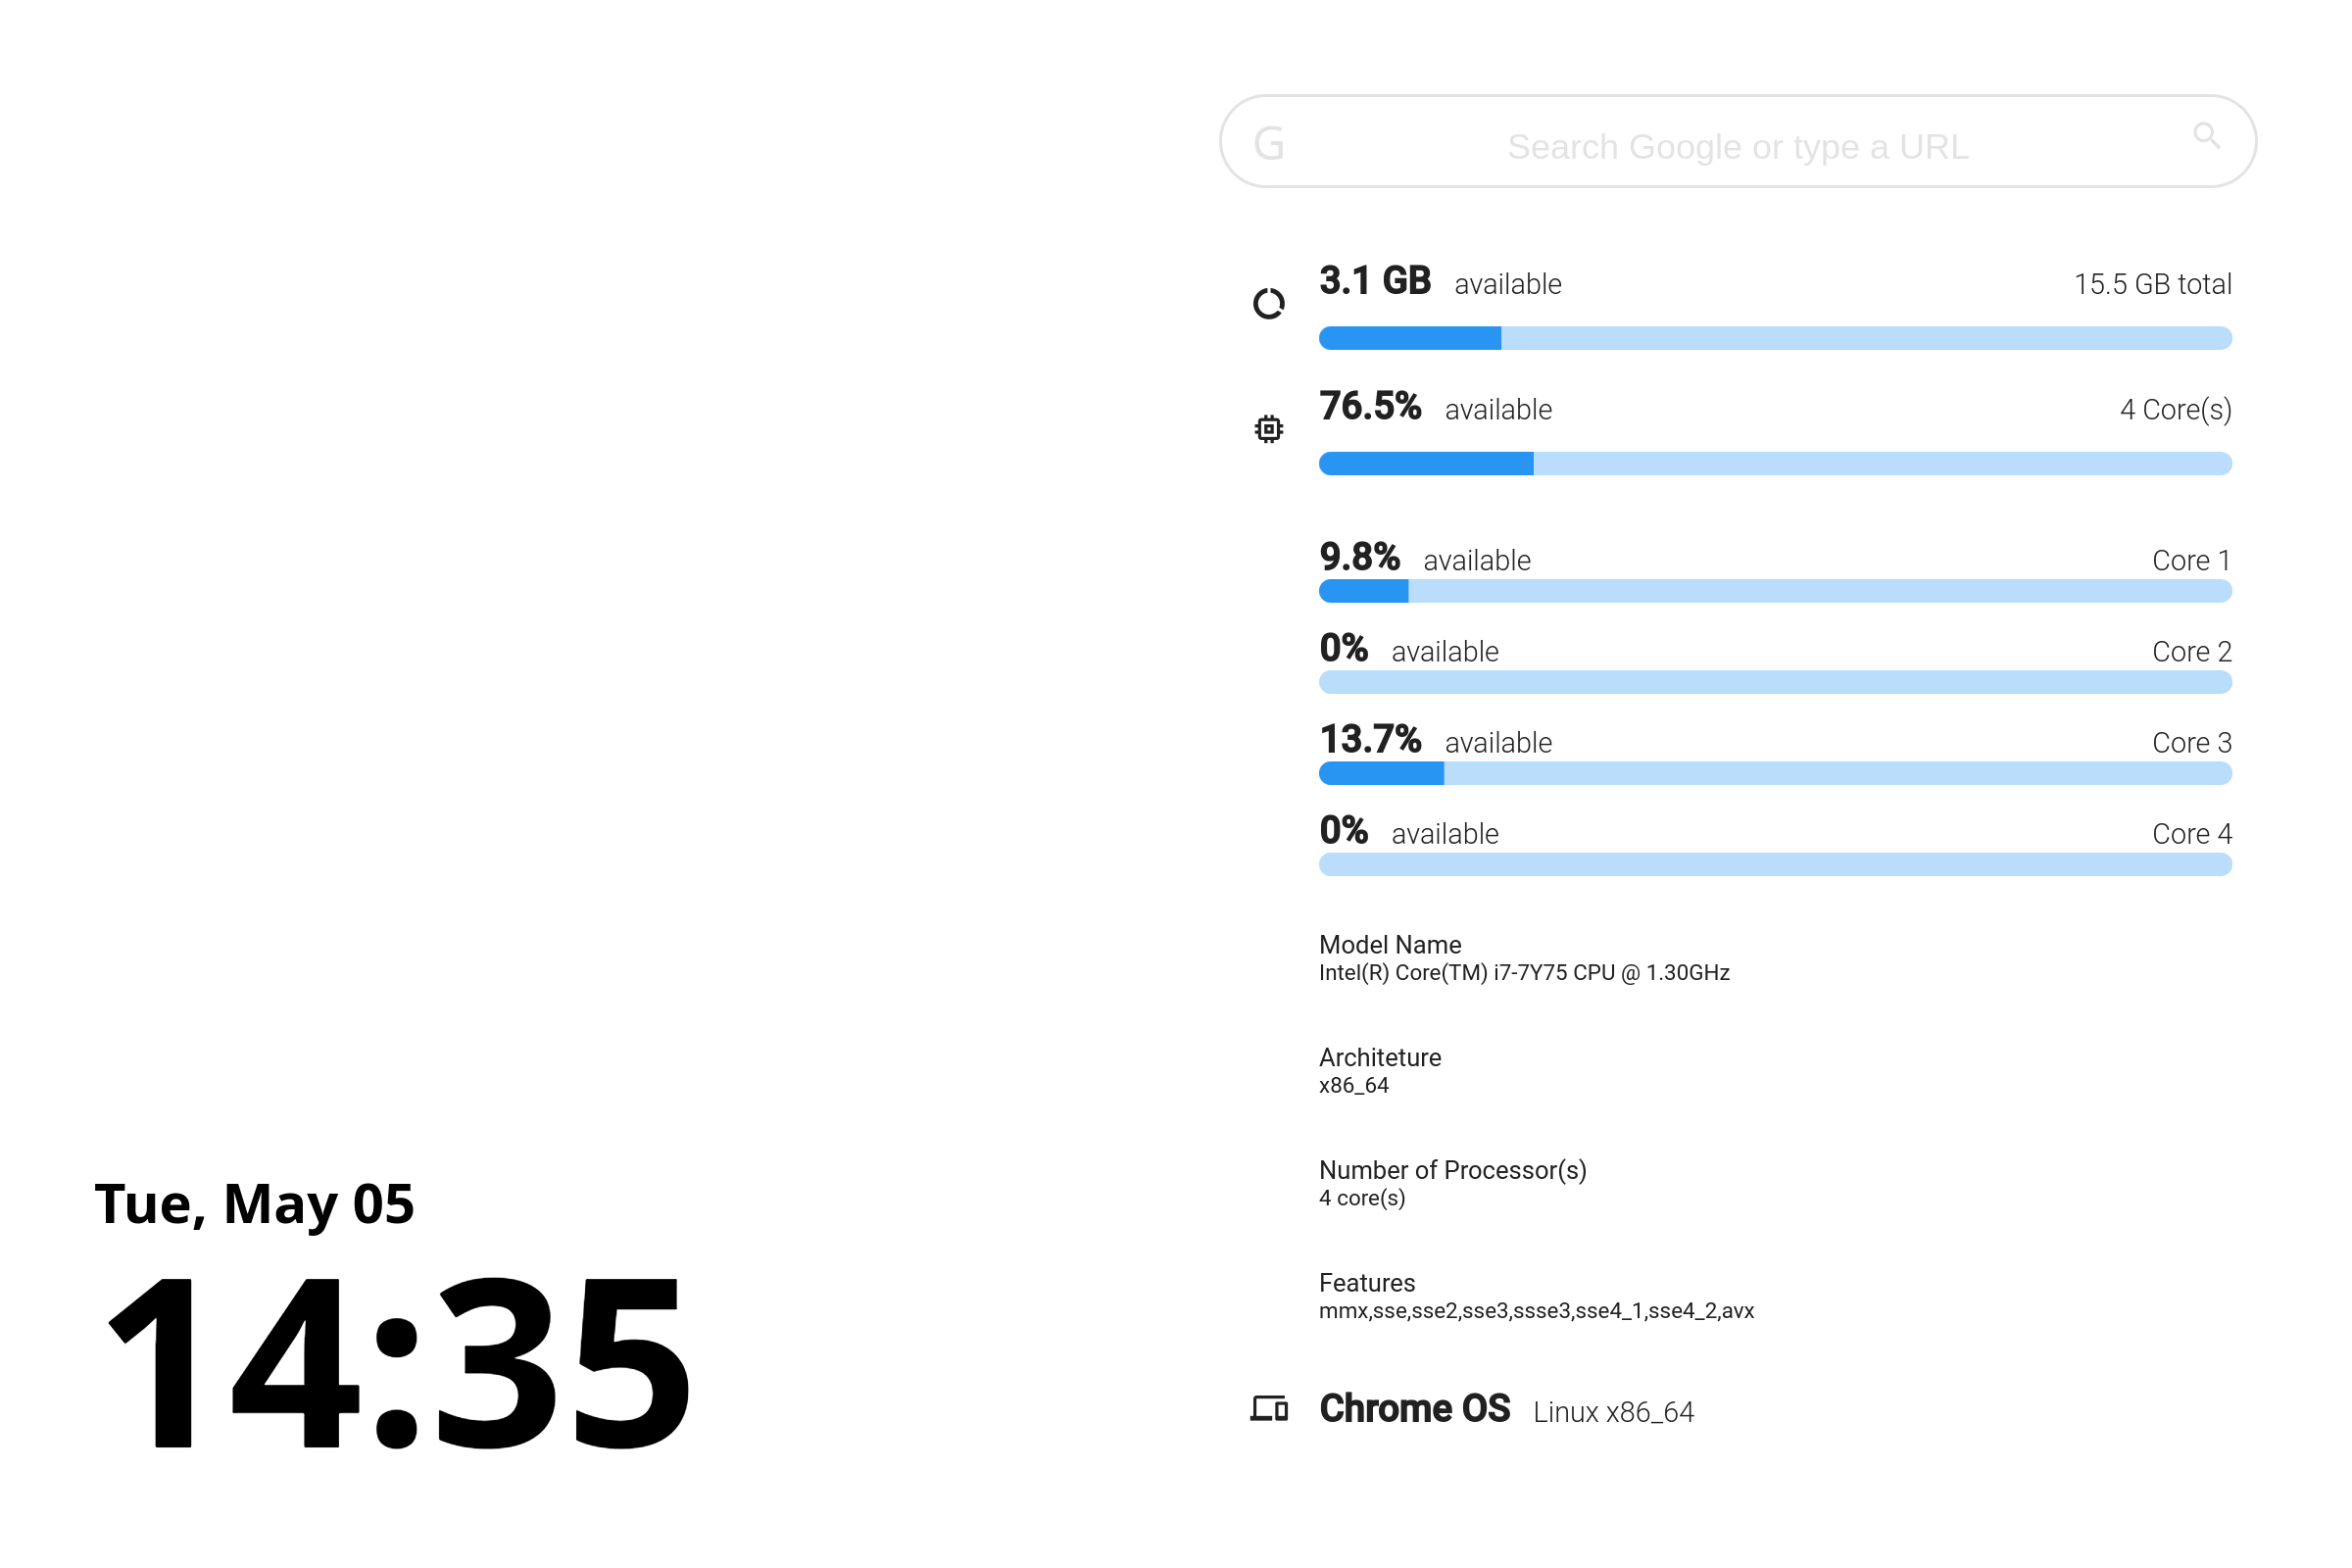 G Search Google or type a URL
3.1 GB available 15.5 GB total
76.5% available 4 Core(s)
9.8% available Core 1
0% available Core 2
13.7% available Core 3
0% available Core 4
Model Name
Intel(R) Core(TM) i7-7Y75 CPU @ 1.30GHz
Architeture
x86_64
Number of Processor(s)
4 core(s)
Features
mmx,sse,sse2,sse3,ssse3,sse4_1,sse4_2,avx
Chrome OS Linux x86_64
Tue, May 05
14:35